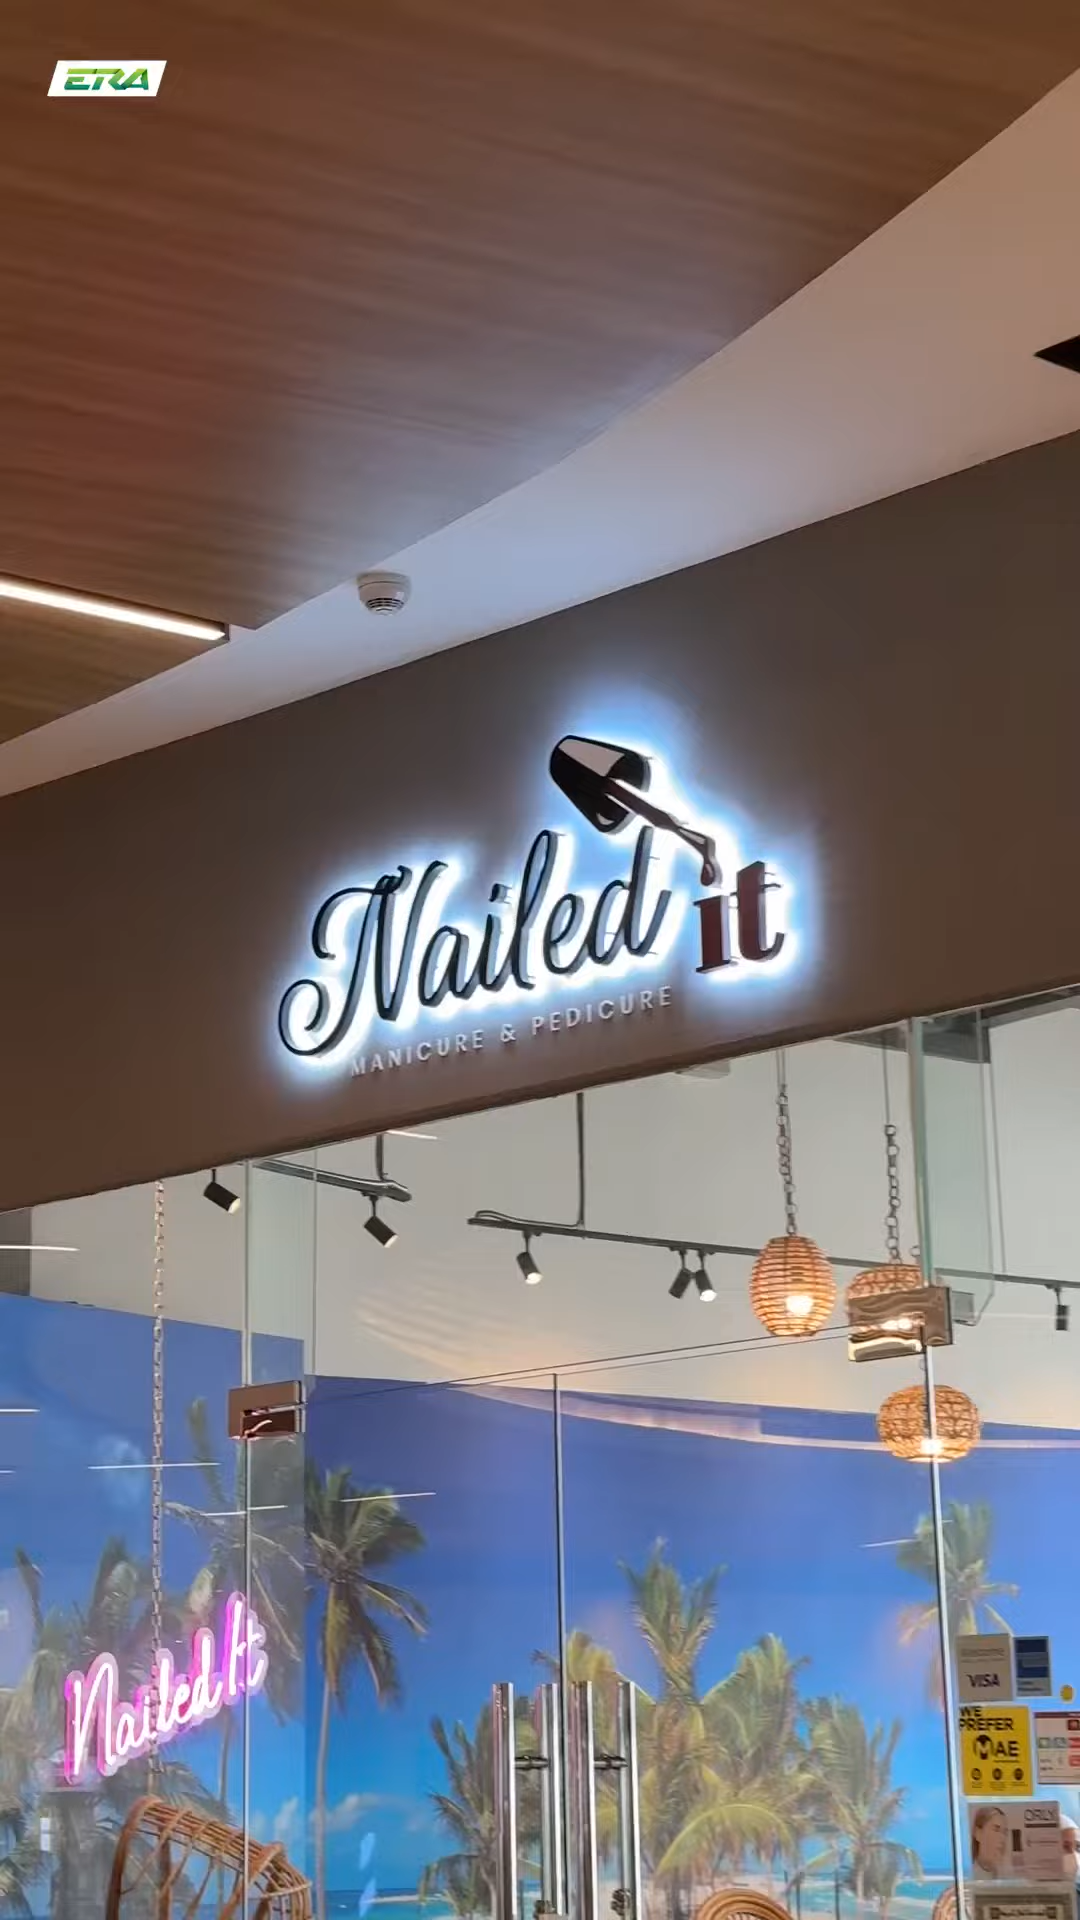 ERA
Nailed it
MANICURE & PEDICURE
Nailed It
VISA
WE
PREFER
MAE
ORLY